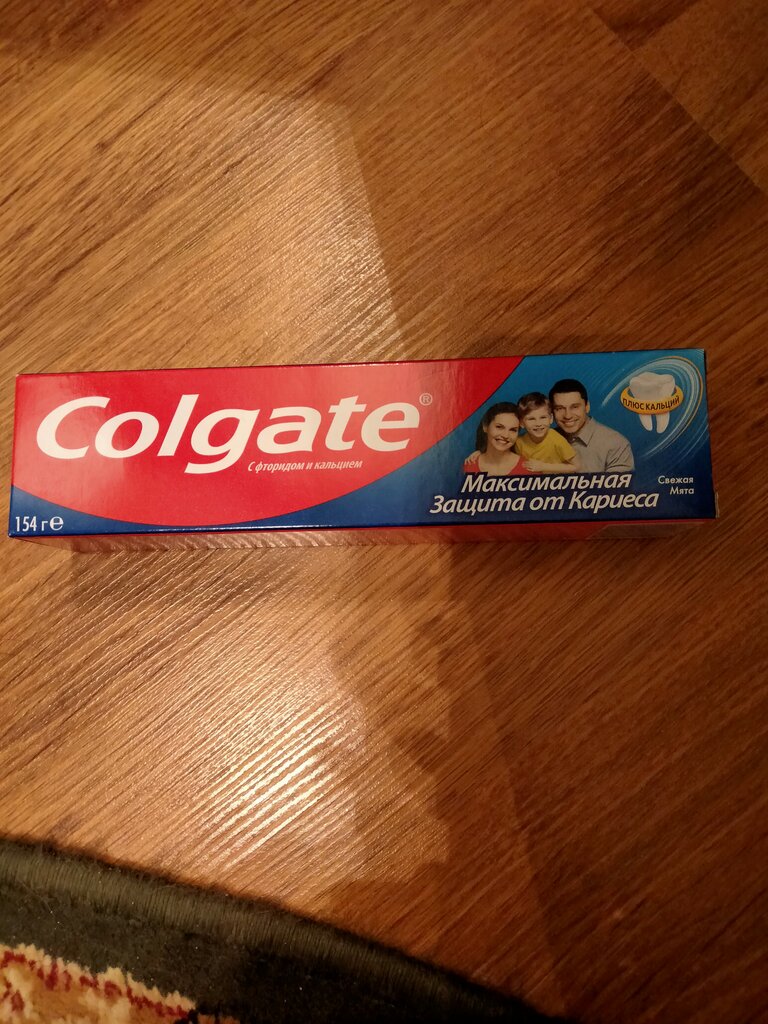 Colgate®
С фторидом и кальцием
154 г℮
ПЛЮС КАЛЬЦИЙ
Максимальная
Защита от Кариеса
Свежая
Мята